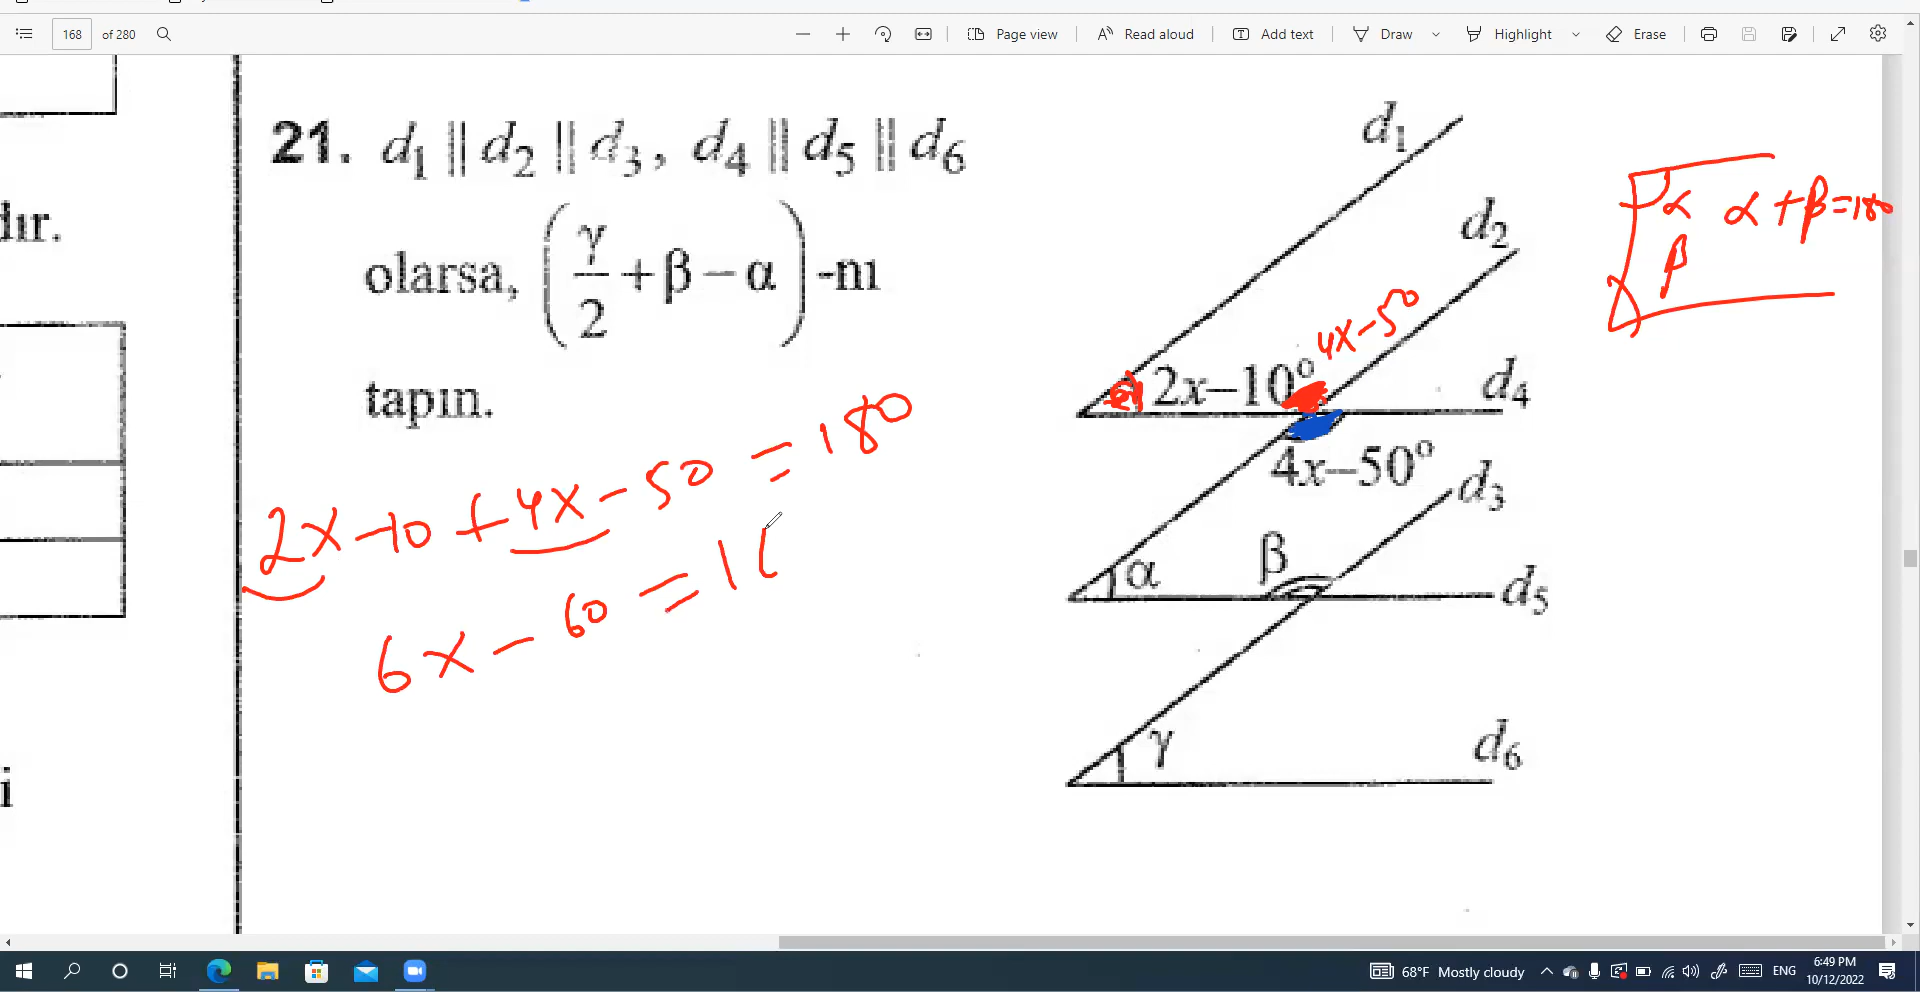 168 of 280
Page view
Read aloud
Add text
Draw
Highlight
Erase
dır.
i
21. d₁ || d₂ || d₃, d₄ || d₅ || d₆
olarsa, (γ/2 + β – α) -nı
tapın.
2x - 10 + 4x - 50 = 180
6x - 60 = 1
d₁
d₂
4x - 50
2x–10°
d₄
4x–50°
d₃
α
β
d₅
γ
d₆
α α + β = 180
β
68°F Mostly cloudy
ENG
6:49 PM
10/12/2022